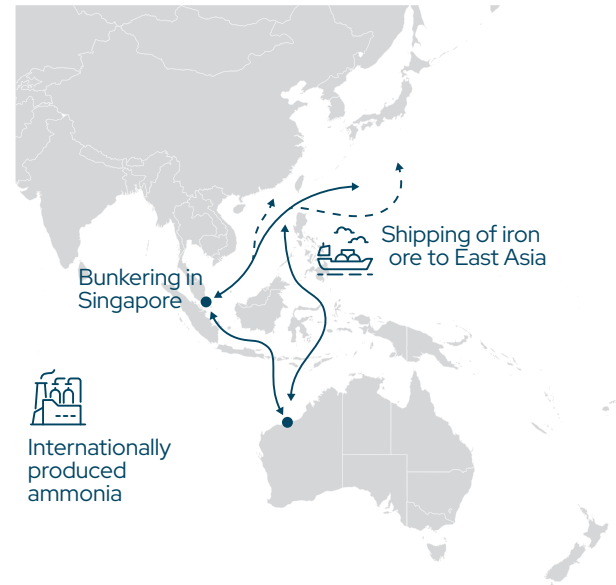 Shipping of iron
ore to East Asia
Bunkering in
Singapore
Internationally
produced
ammonia